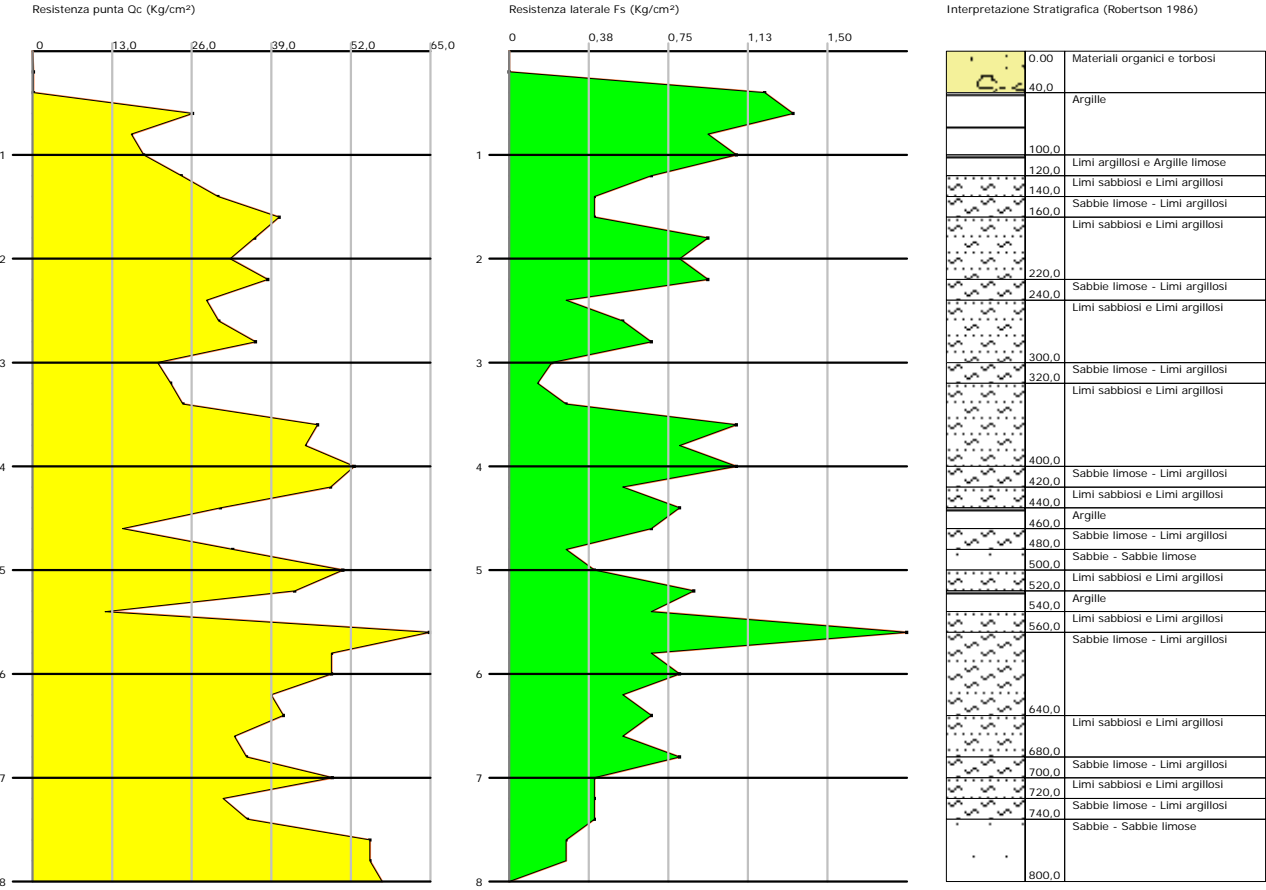 Resistenza punta Qc (Kg/cm²)
0 13,0 26,0 39,0 52,0 65,0
1
2
3
4
5
6
7
8
Resistenza laterale Fs (Kg/cm²)
0 0,38 0,75 1,13 1,50
1
2
3
4
5
6
7
8
Interpretazione Stratigrafica (Robertson 1986)
0.00 Materiali organici e torbosi
40,0
Argille
100,0
Limi argillosi e Argille limose
120,0
Limi sabbiosi e Limi argillosi
140,0
Sabbie limose - Limi argillosi
160,0
Limi sabbiosi e Limi argillosi
220,0
Sabbie limose - Limi argillosi
240,0
Limi sabbiosi e Limi argillosi
300,0
Sabbie limose - Limi argillosi
320,0
Limi sabbiosi e Limi argillosi
400,0
Sabbie limose - Limi argillosi
420,0
Limi sabbiosi e Limi argillosi
440,0
Argille
460,0
Sabbie limose - Limi argillosi
480,0
Sabbie - Sabbie limose
500,0
Limi sabbiosi e Limi argillosi
520,0
Argille
540,0
Limi sabbiosi e Limi argillosi
560,0
Sabbie limose - Limi argillosi
640,0
Limi sabbiosi e Limi argillosi
680,0
Sabbie limose - Limi argillosi
700,0
Limi sabbiosi e Limi argillosi
720,0
Sabbie limose - Limi argillosi
740,0
Sabbie - Sabbie limose
800,0